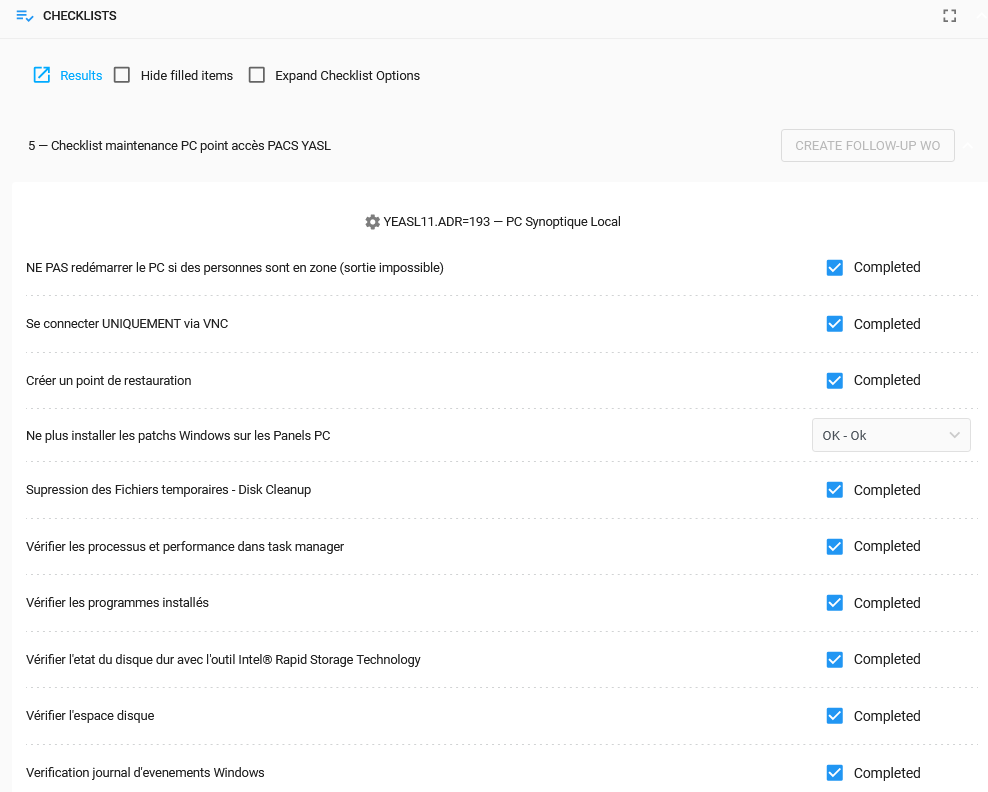 CHECKLISTS
Results Hide filled items Expand Checklist Options
5 — Checklist maintenance PC point accès PACS YASL CREATE FOLLOW-UP WO
YEASL11.ADR=193 — PC Synoptique Local
NE PAS redémarrer le PC si des personnes sont en zone (sortie impossible) Completed
Se connecter UNIQUEMENT via VNC Completed
Créer un point de restauration Completed
Ne plus installer les patchs Windows sur les Panels PC OK - Ok
Supression des Fichiers temporaires - Disk Cleanup Completed
Vérifier les processus et performance dans task manager Completed
Vérifier les programmes installés Completed
Vérifier l'etat du disque dur avec l'outil Intel® Rapid Storage Technology Completed
Vérifier l'espace disque Completed
Verification journal d'evenements Windows Completed